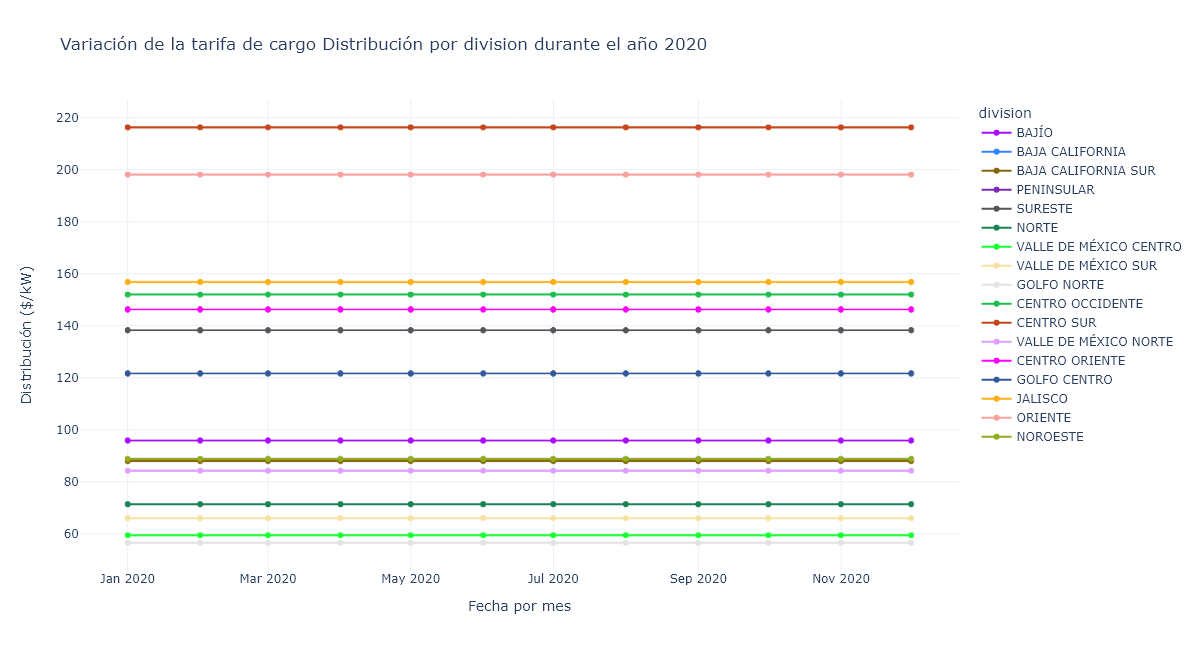 Variación de la tarifa de cargo Distribución por division durante el año 2020
Distribución ($/kW)
220
200
180
160
140
120
100
80
60
Jan 2020
Mar 2020
May 2020
Jul 2020
Sep 2020
Nov 2020
Fecha por mes
division
BAJÍO
BAJA CALIFORNIA
BAJA CALIFORNIA SUR
PENINSULAR
SURESTE
NORTE
VALLE DE MÉXICO CENTRO
VALLE DE MÉXICO SUR
GOLFO NORTE
CENTRO OCCIDENTE
CENTRO SUR
VALLE DE MÉXICO NORTE
CENTRO ORIENTE
GOLFO CENTRO
JALISCO
ORIENTE
NOROESTE